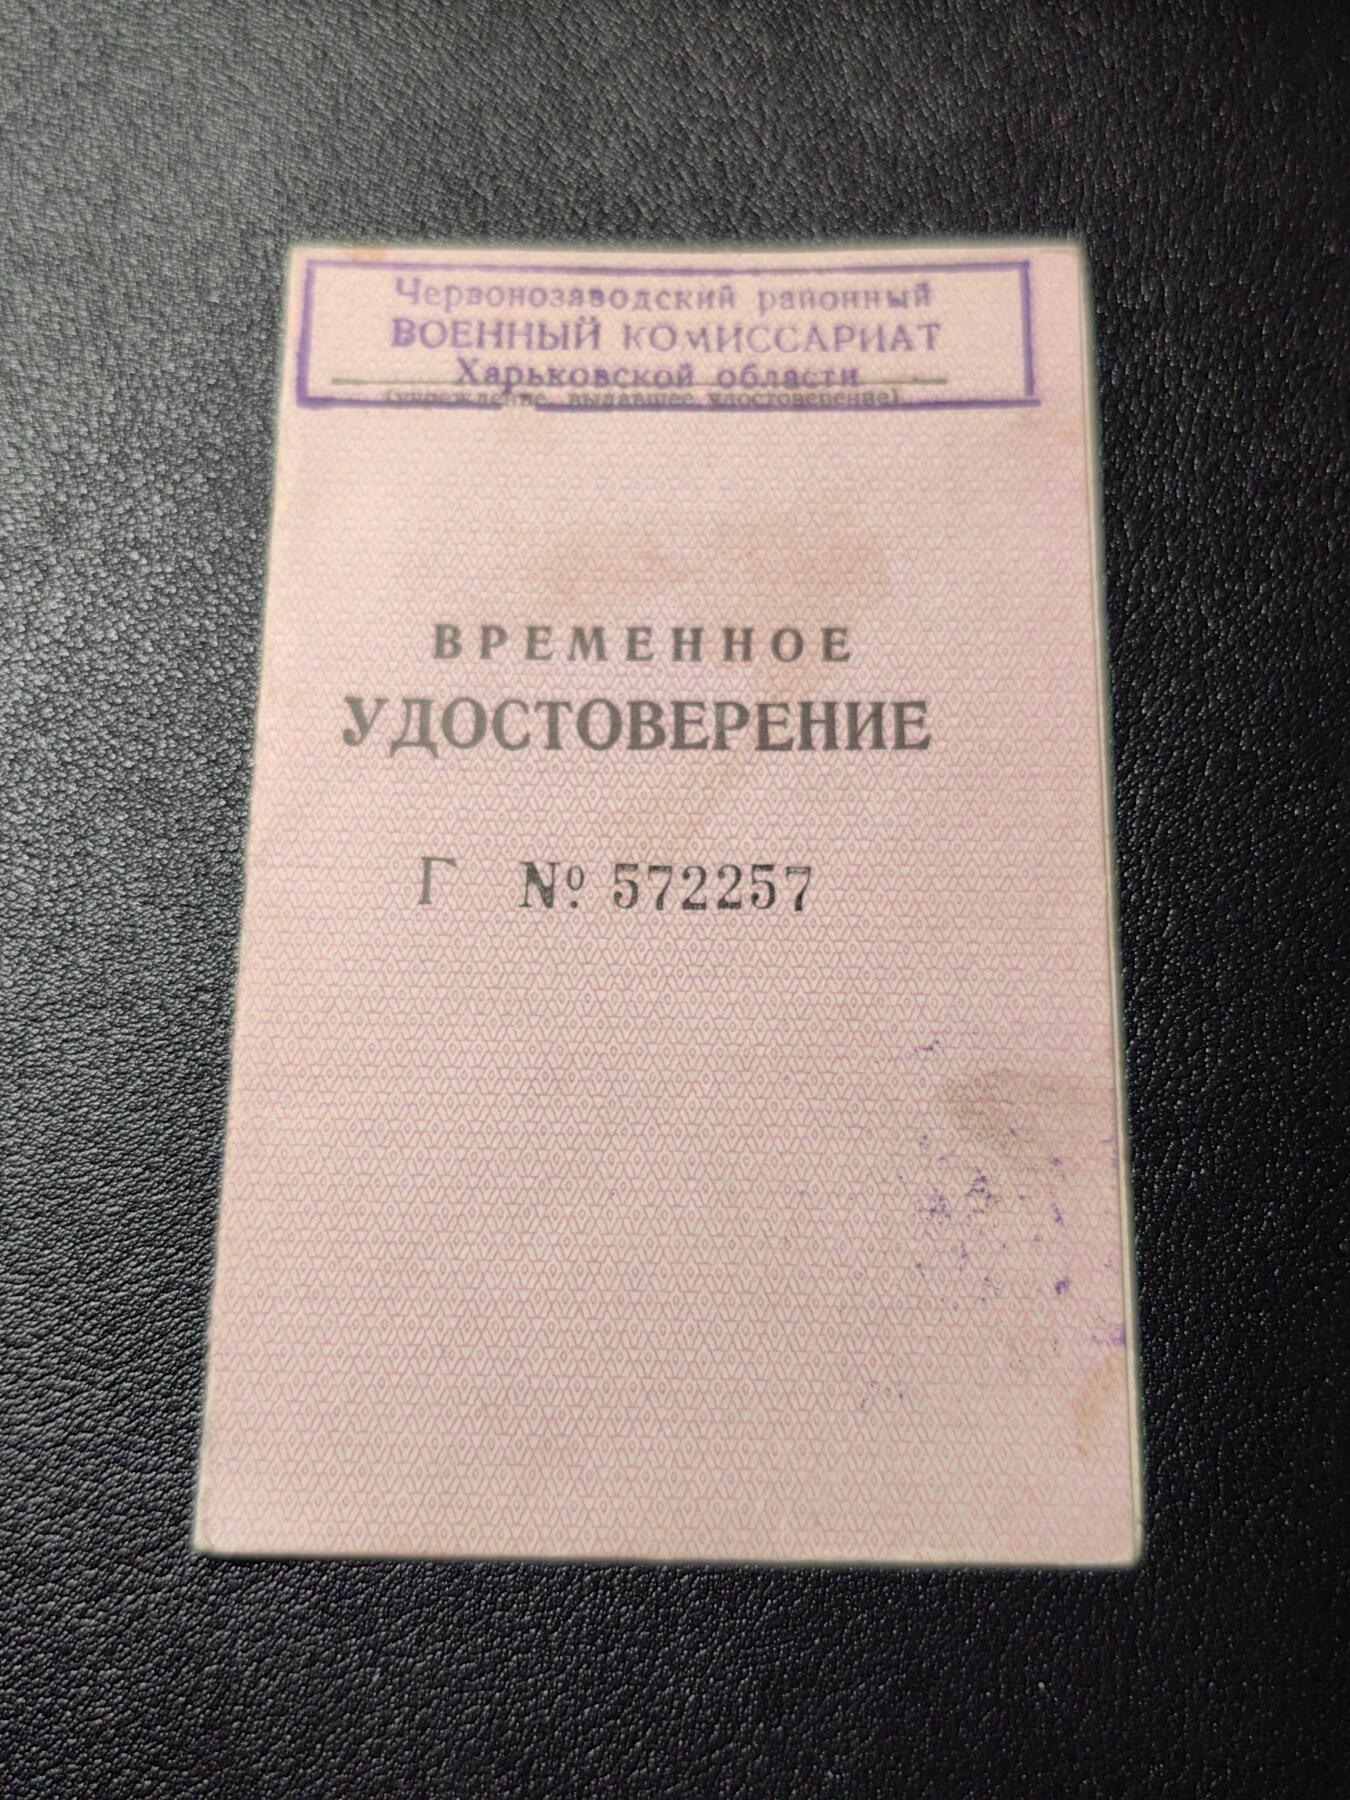 Червонозаводский районный
ВОЕННЫЙ КОМИССАРИАТ
Харьковской области
(учреждение, выдавшее удостоверение)
ВРЕМЕННОЕ
УДОСТОВЕРЕНИЕ
Г № 572257